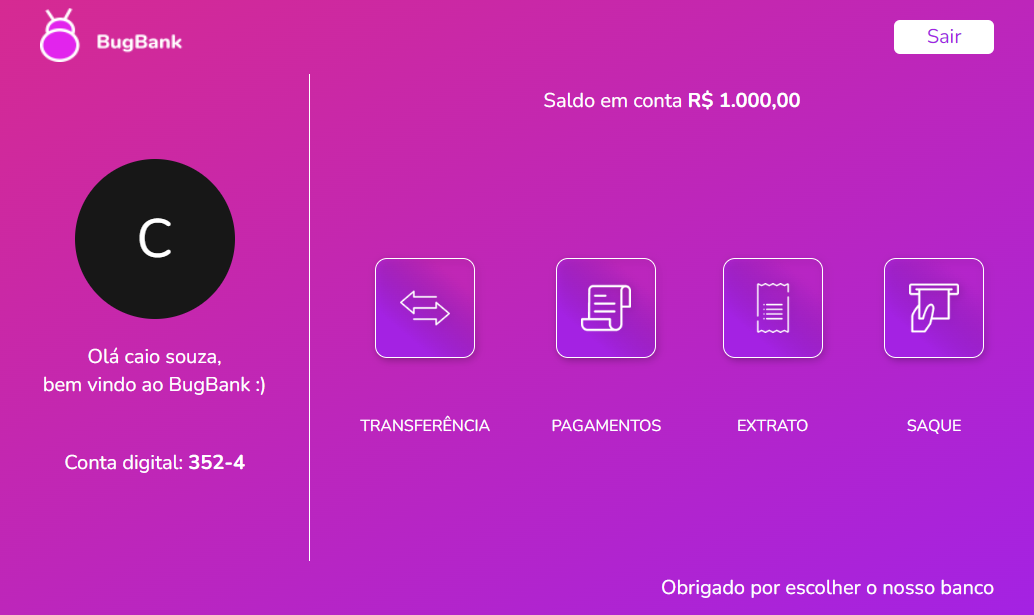 BugBank
Sair
Saldo em conta R$ 1.000,00
C
Olá caio souza,
bem vindo ao BugBank :)
Conta digital: 352-4
TRANSFERÊNCIA
PAGAMENTOS
EXTRATO
SAQUE
Obrigado por escolher o nosso banco